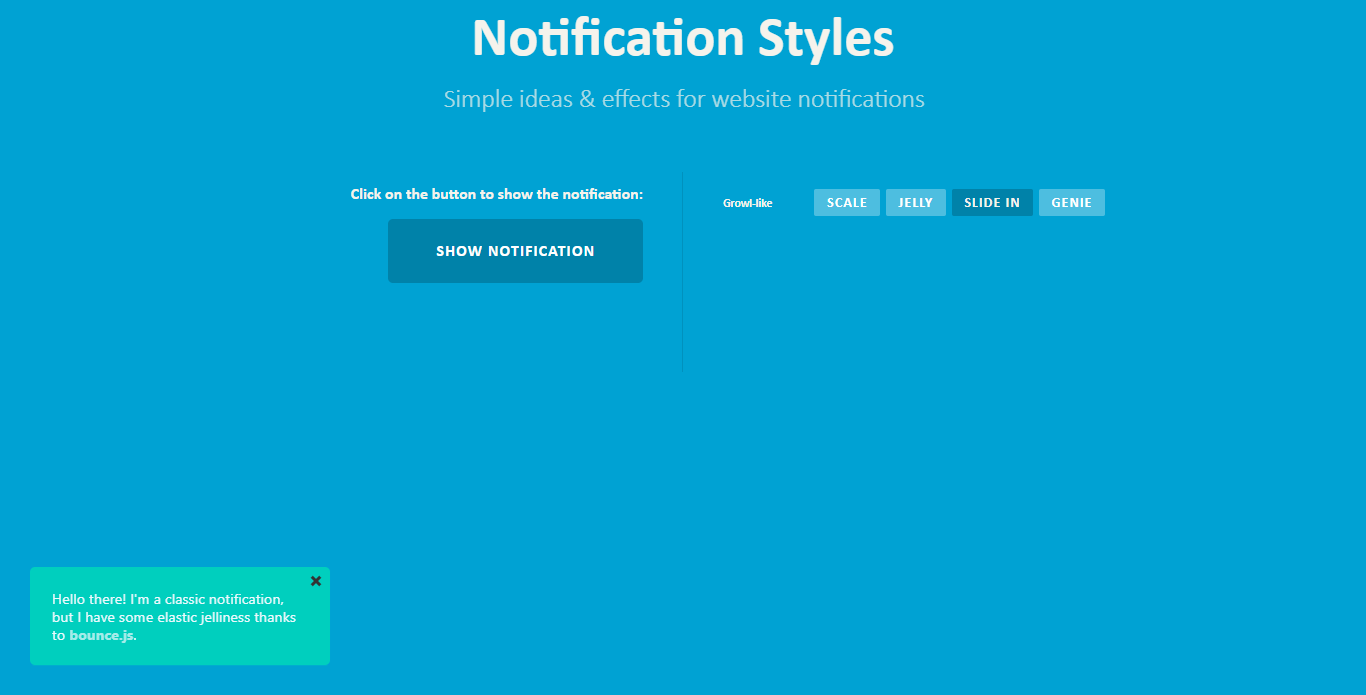 Notification Styles
Simple ideas & effects for website notifications
Click on the button to show the notification:
SHOW NOTIFICATION
Growl-like
SCALE
JELLY
SLIDE IN
GENIE
Hello there! I'm a classic notification,
but I have some elastic jelliness thanks
to bounce.js.